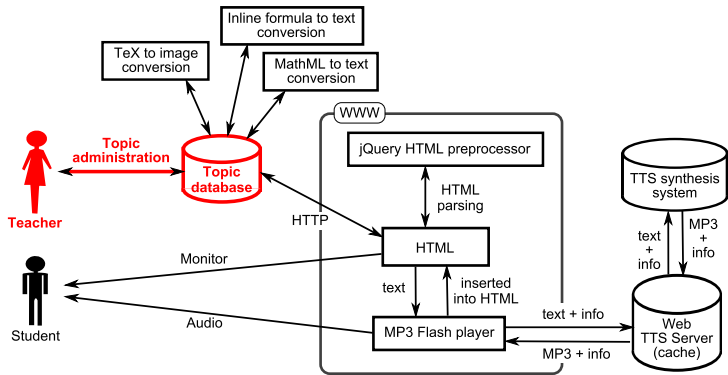 Inline formula to text
conversion
TeX to image
conversion
MathML to text
conversion
WWW
jQuery HTML preprocessor
Topic
administration
Topic
database
Teacher
HTML
parsing
TTS synthesis
system
HTTP
HTML
text
+
info
MP3
+
info
Monitor
text
inserted
into HTML
Student
Audio
MP3 Flash player
text + info
MP3 + info
Web
TTS Server
(cache)